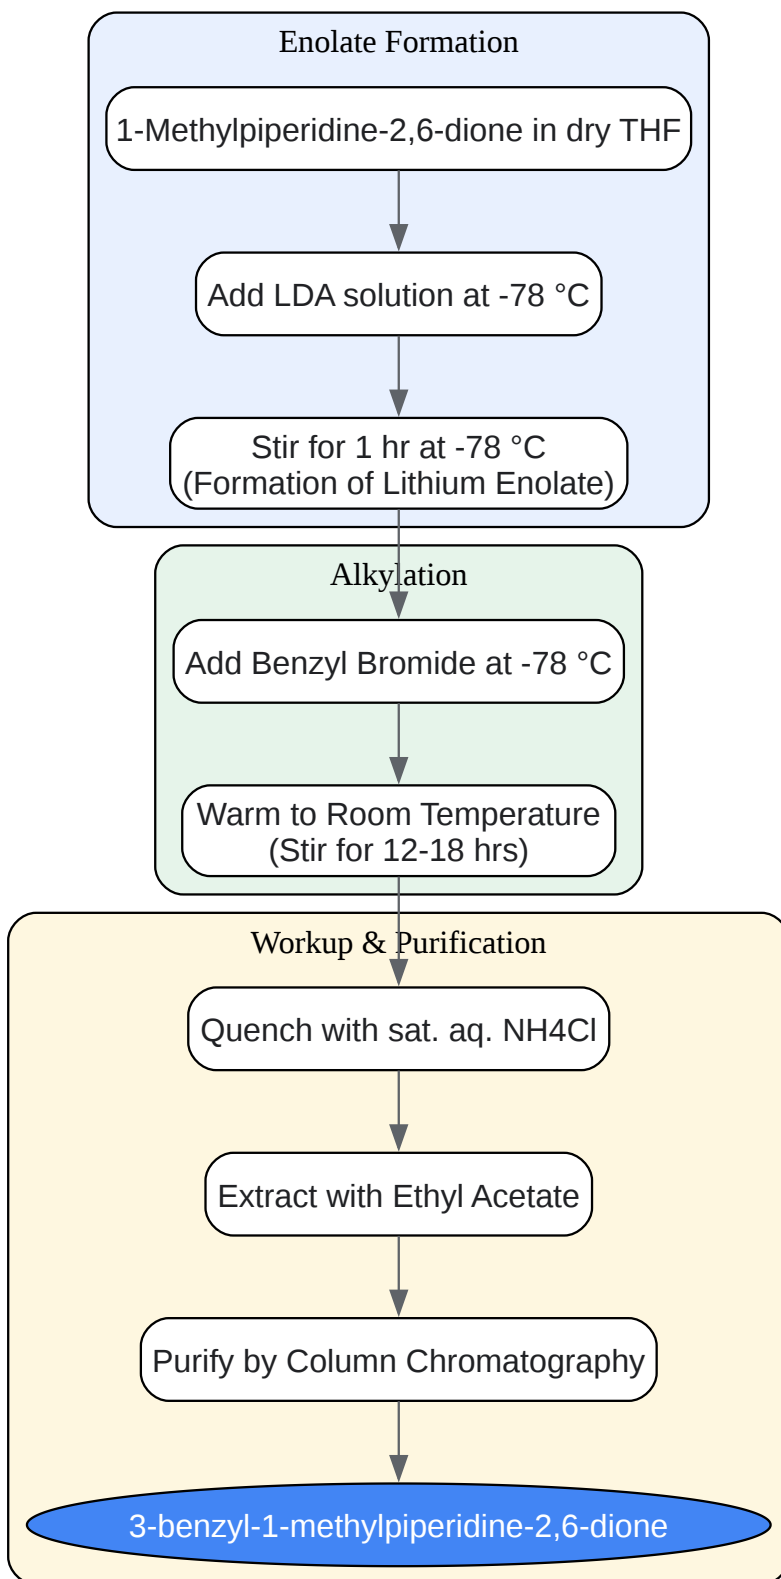 Enolate Formation
1-Methylpiperidine-2,6-dione in dry THF
Add LDA solution at -78 °C
Stir for 1 hr at -78 °C
(Formation of Lithium Enolate)
Alkylation
Add Benzyl Bromide at -78 °C
Warm to Room Temperature
(Stir for 12-18 hrs)
Workup & Purification
Quench with sat. aq. NH4Cl
Extract with Ethyl Acetate
Purify by Column Chromatography
3-benzyl-1-methylpiperidine-2,6-dione